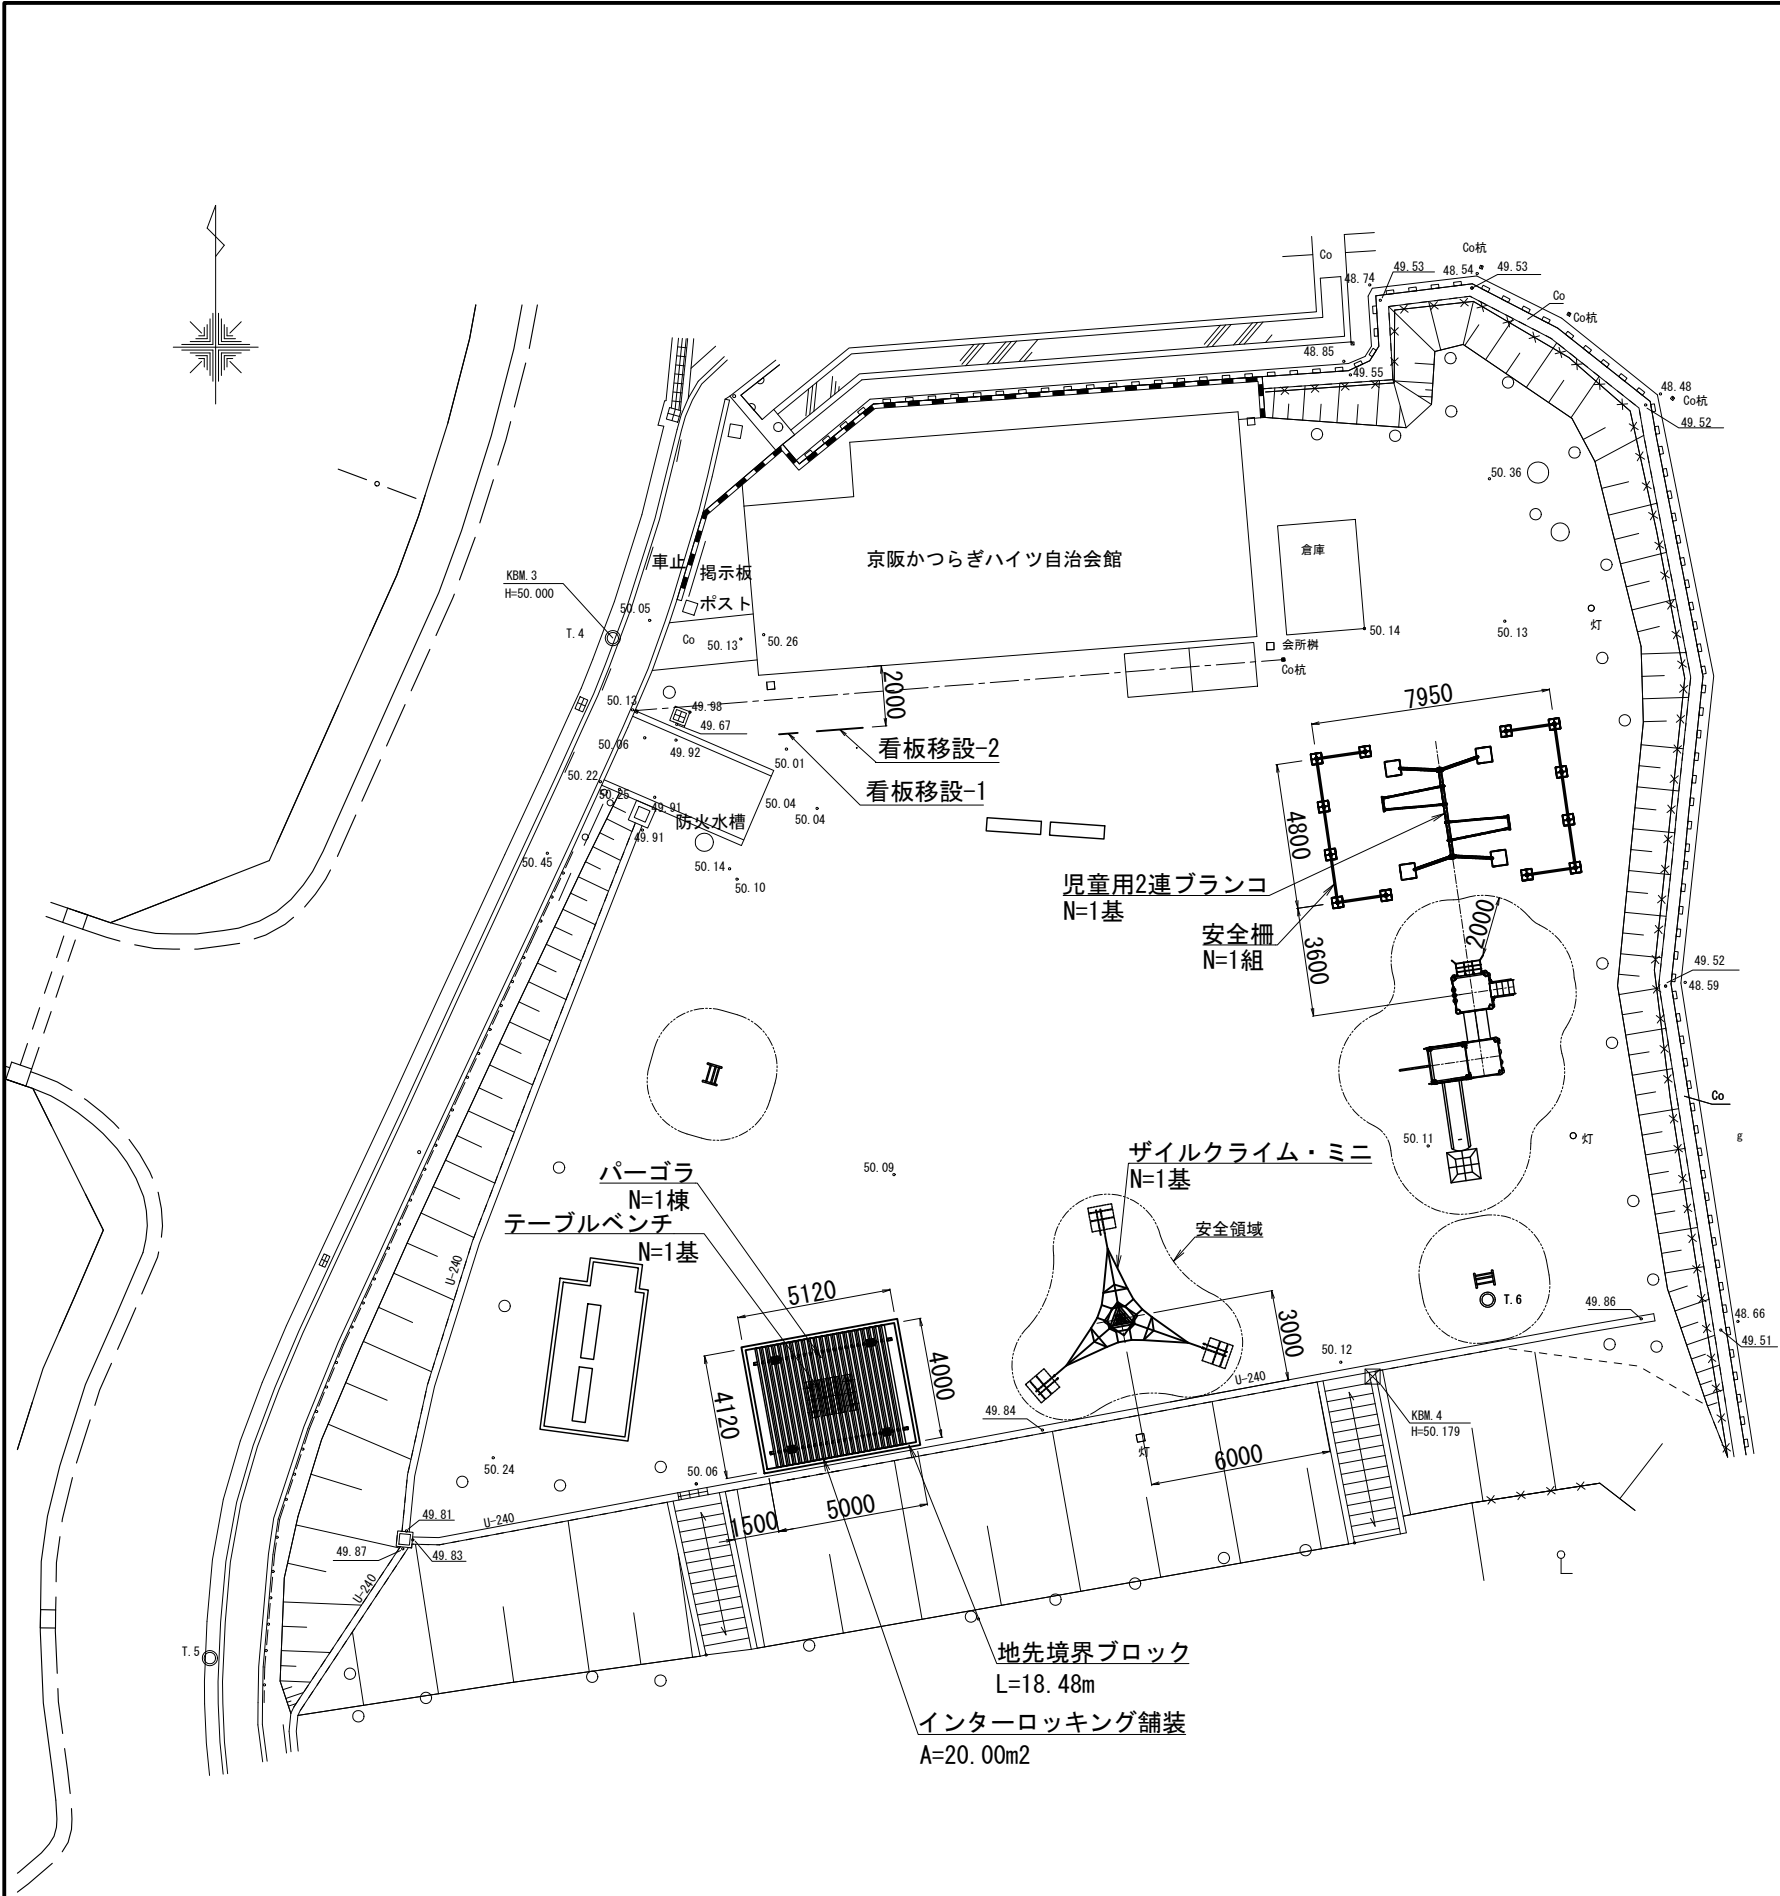 Co
Co杭
48.74
49.53
48.54
49.53
Co
Co杭
48.85
49.55
48.48
Co杭
49.52
50.36
京阪かつらぎハイツ自治会館
倉庫
車止
掲示板
ポスト
KBM.3
H=50.000
T.4
50.05
Co
50.13
50.26
50.14
50.13
灯
会所桝
Co杭
2000
7950
50.13
49.98
49.67
50.06
49.92
50.01
看板移設-2
看板移設-1
50.22
50.25
49.91
50.04
50.04
防火水槽
49.91
4800
50.45
50.14
50.10
児童用2連ブランコ
N=1基
安全柵
N=1組
3600
2000
49.52
48.59
Co
g
灯
50.11
50.09
ザイルクライム・ミニ
N=1基
安全領域
パーゴラ
N=1棟
テーブルベンチ
N=1基
U-240
5120
4000
4120
3000
T.6
49.86
48.66
49.51
50.12
U-240
49.84
KBM.4
H=50.179
灯
6000
50.24
50.06
5000
1500
U-240
49.81
49.87
49.83
U-240
T.5
地先境界ブロック
L=18.48m
インターロッキング舗装
A=20.00m2